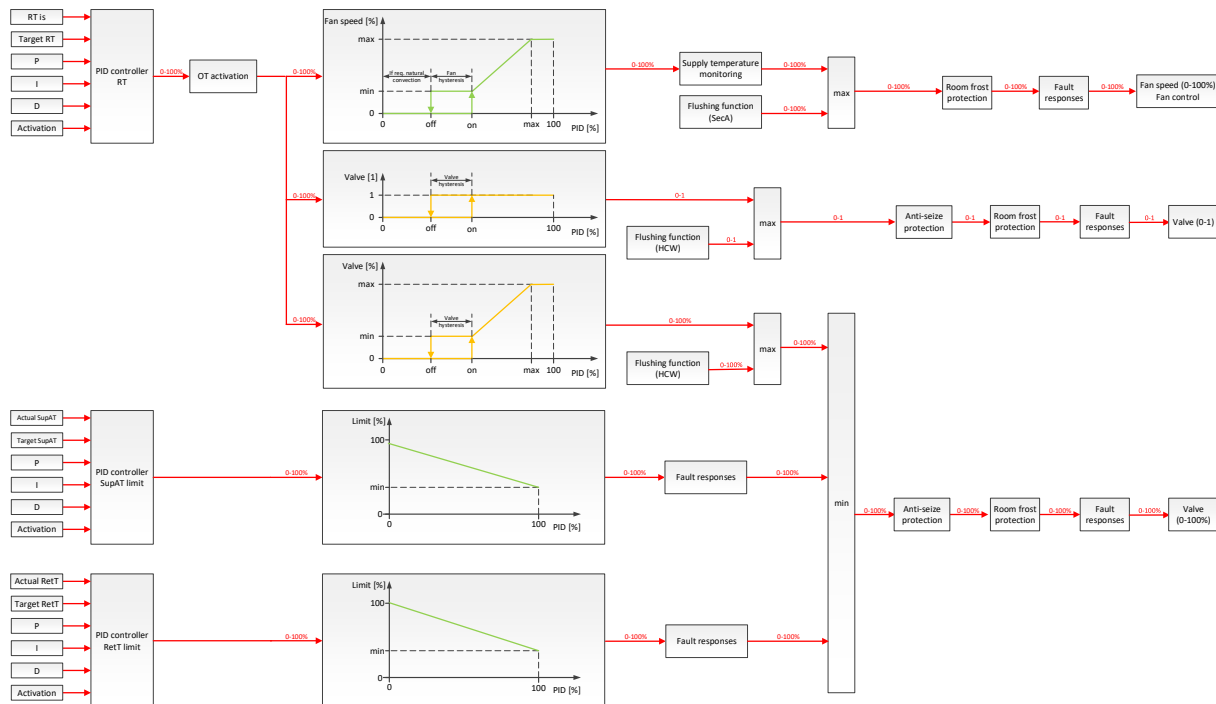 RT is
Target RT
P
I
D
Activation
PID controller
RT
0-100%
OT activation
0-100%
0-100%
0-100%
Fan speed [%]
max
If req. natural
convection
Fan
hysteresis
min
0
0
off
on
max
100
PID [%]
0-100%
Supply temperature
monitoring
0-100%
Flushing function
(SecA)
0-100%
max
0-100%
Room frost
protection
0-100%
Fault
responses
0-100%
Fan speed (0-100%)
Fan control
Valve [1]
Valve
hysteresis
1
0
0
off
on
100
PID [%]
0-1
Flushing function
(HCW)
0-1
max
0-1
Anti-seize
protection
0-1
Room frost
protection
0-1
Fault
responses
0-1
Valve (0-1)
Valve [%]
max
Valve
hysteresis
min
0
0
off
on
max
100
PID [%]
0-100%
Flushing function
(HCW)
0-100%
max
0-100%
Actual SupAT
Target SupAT
P
I
D
Activation
PID controller
SupAT limit
0-100%
Limit [%]
100
min
0
0
100
PID [%]
0-100%
Fault responses
0-100%
min
0-100%
Anti-seize
protection
0-100%
Room frost
protection
0-100%
Fault
responses
0-100%
Valve
(0-100%)
Actual RetT
Target RetT
P
I
D
Activation
PID controller
RetT limit
0-100%
Limit [%]
100
min
0
0
100
PID [%]
0-100%
Fault responses
0-100%